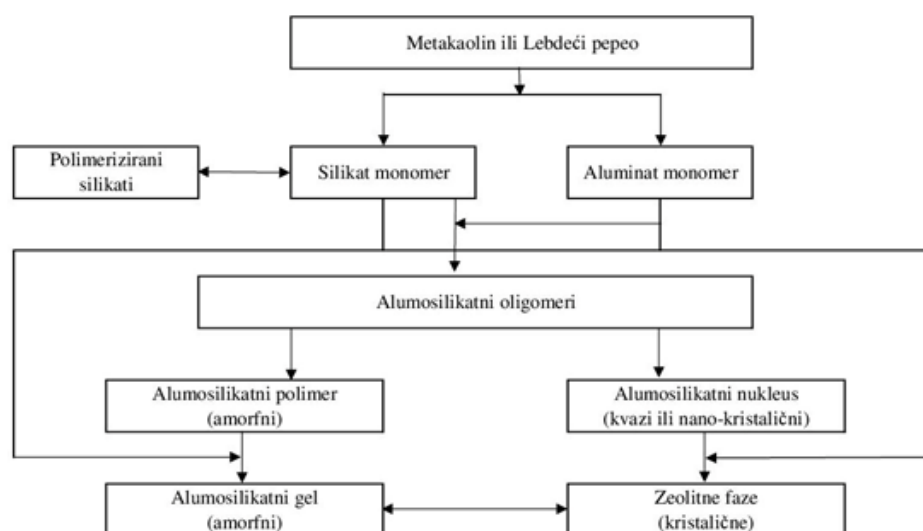 Metakaolin ili Lebdeći pepeo
Polimerizirani
silikati
Silikat monomer
Aluminat monomer
Alumosilikatni oligomeri
Alumosilikatni polimer
(amorfni)
Alumosilikatni nukleus
(kvazi ili nano-kristalični)
Alumosilikatni gel
(amorfni)
Zeolitne faze
(kristalične)